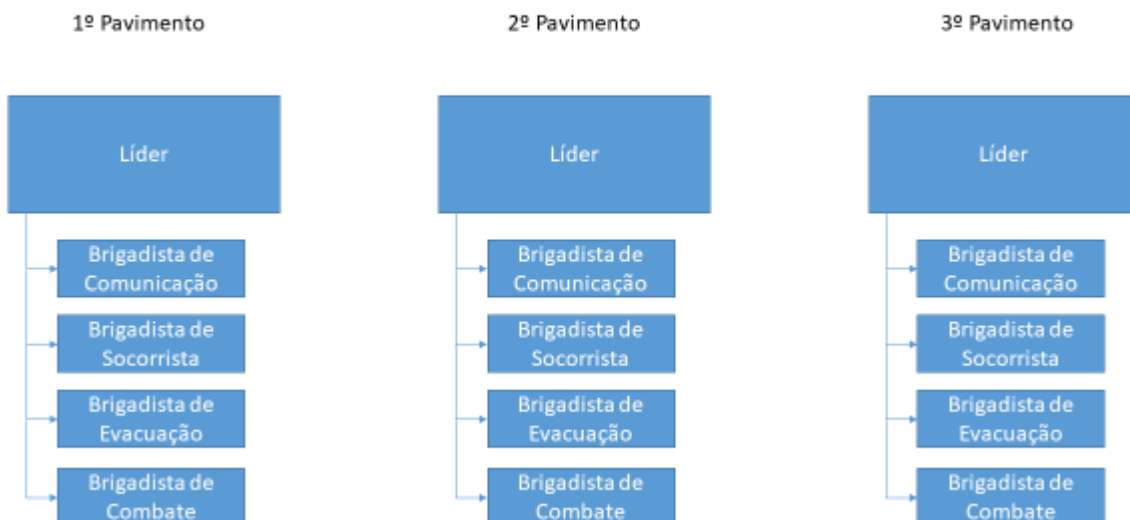 1º Pavimento
2º Pavimento
3º Pavimento
Líder
Líder
Líder
Brigadista de
Comunicação
Brigadista de
Comunicação
Brigadista de
Comunicação
Brigadista de
Socorrista
Brigadista de
Socorrista
Brigadista de
Socorrista
Brigadista de
Evacuação
Brigadista de
Evacuação
Brigadista de
Evacuação
Brigadista de
Combate
Brigadista de
Combate
Brigadista de
Combate